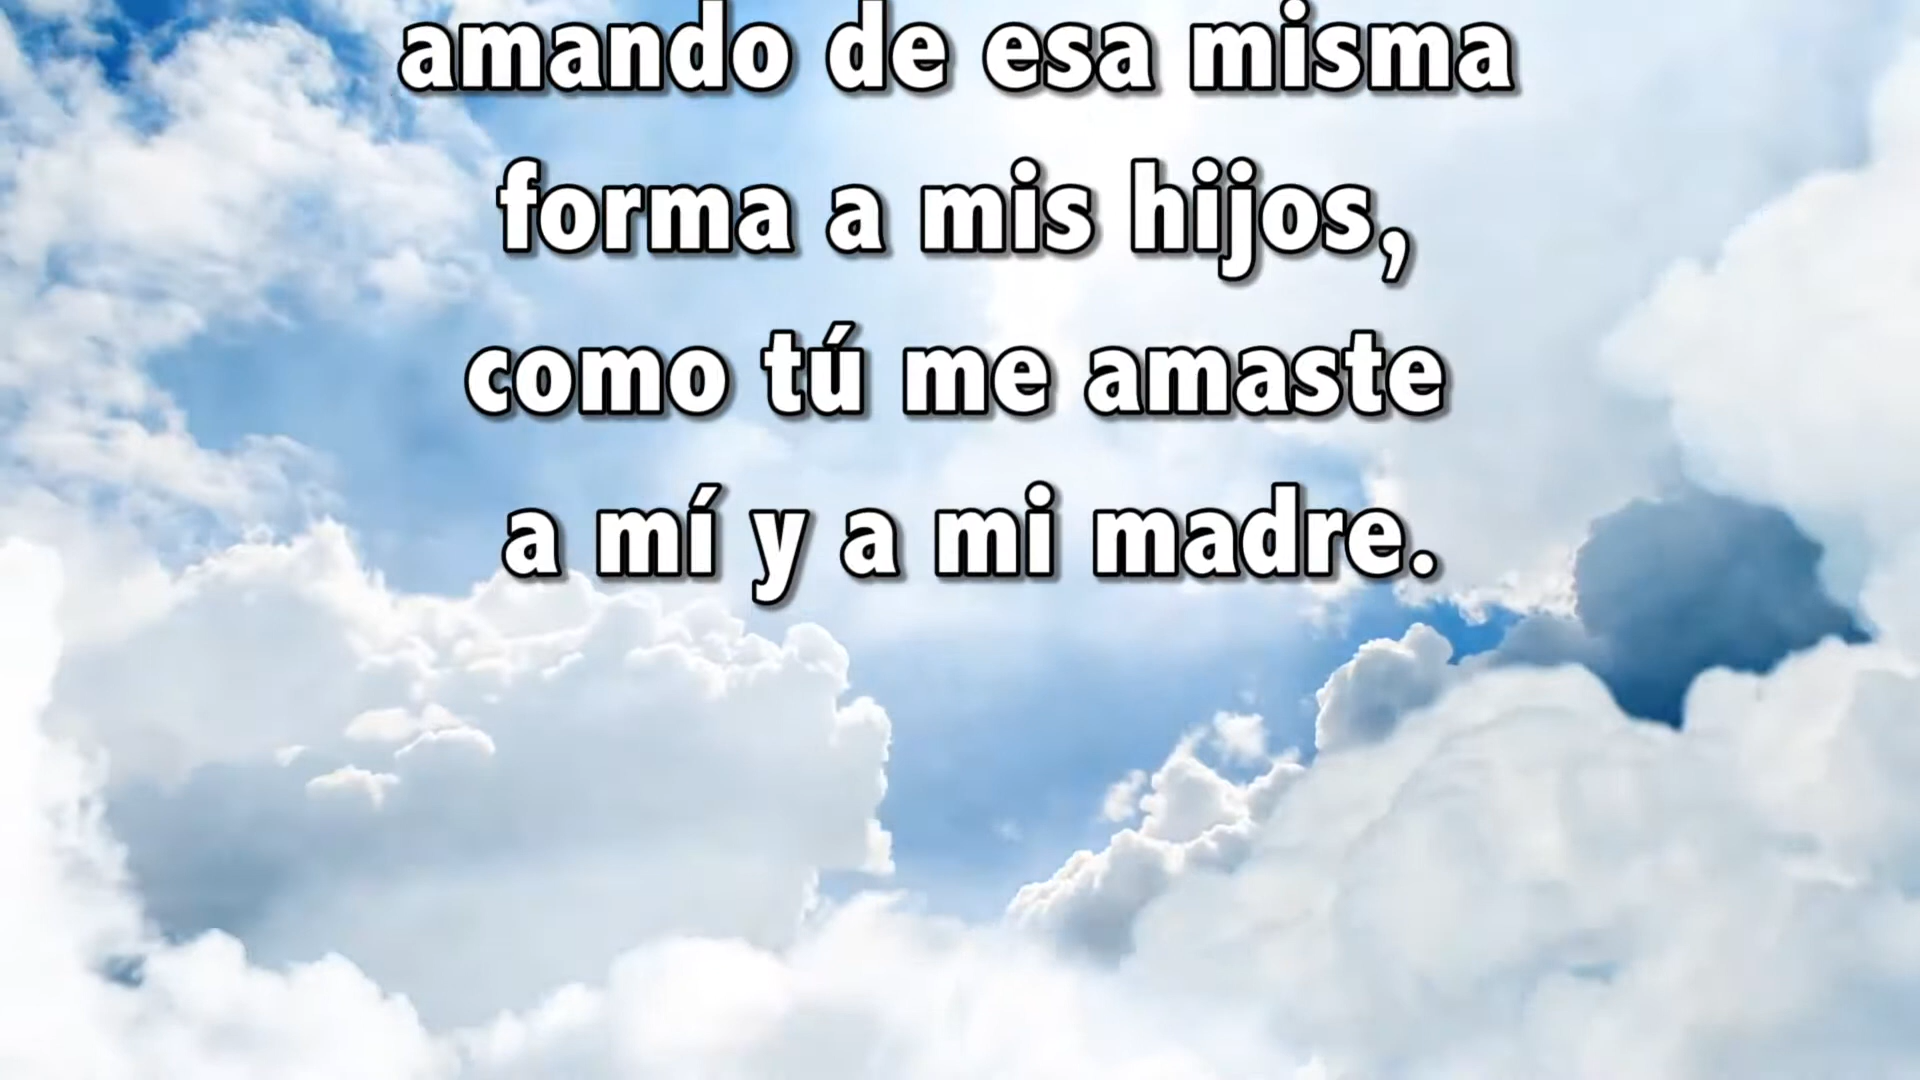 amando de esa misma
forma a mis hijos,
como tú me amaste
a mí y a mi madre.